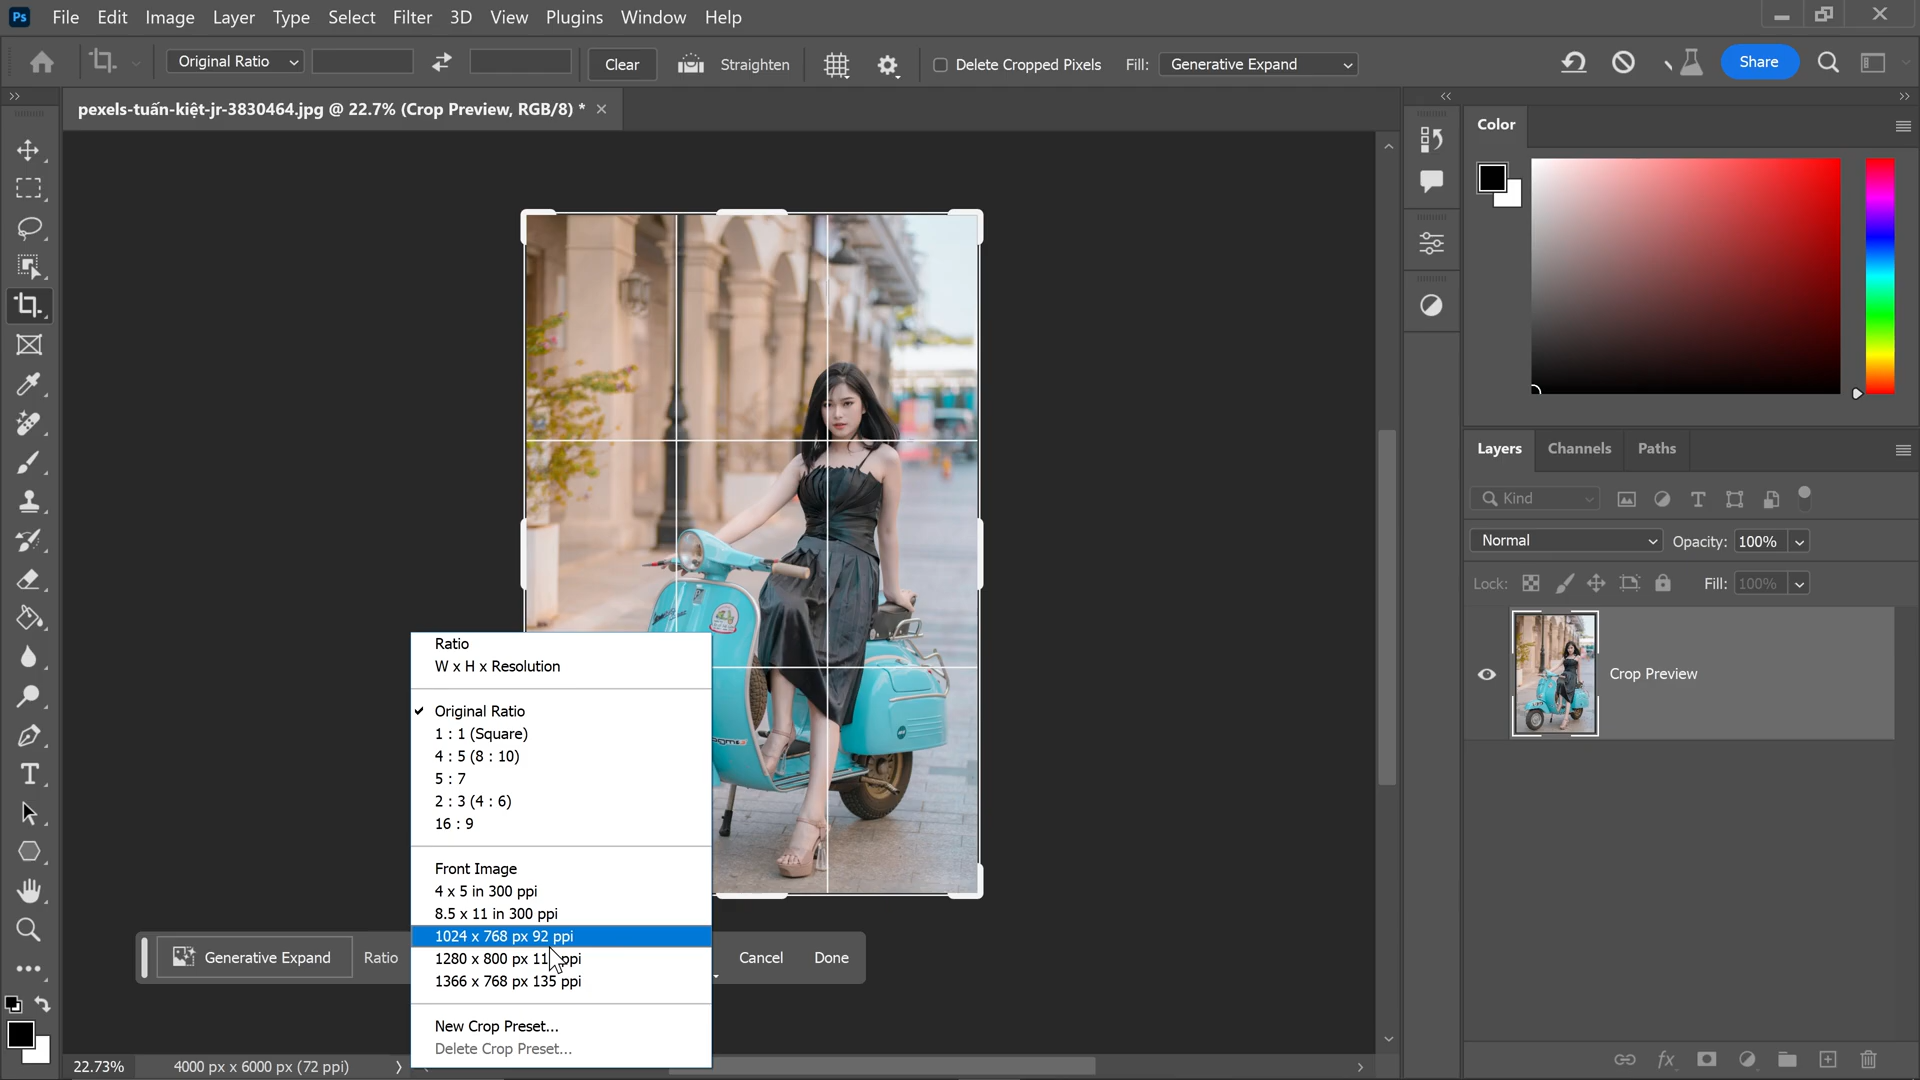 Ps File Edit Image Layer Type Select Filter 3D View Plugins Window Help
Original Ratio Clear Straighten Delete Cropped Pixels Fill: Generative Expand Share
pexels-tuấn-kiệt-jr-3830464.jpg @ 22.7% (Crop Preview, RGB/8) *
Color
Layers Channels Paths
Kind
Normal Opacity: 100%
Lock: Fill: 100%
Crop Preview
Ratio
W x H x Resolution
Original Ratio
1 : 1 (Square)
4 : 5 (8 : 10)
5 : 7
2 : 3 (4 : 6)
16 : 9
Front Image
4 x 5 in 300 ppi
8.5 x 11 in 300 ppi
1024 x 768 px 92 ppi
1280 x 800 px ppi
1366 x 768 px 135 ppi
New Crop Preset...
Delete Crop Preset...
Generative Expand Ratio Cancel Done
22.73% 4000 px x 6000 px (72 ppi)
fx